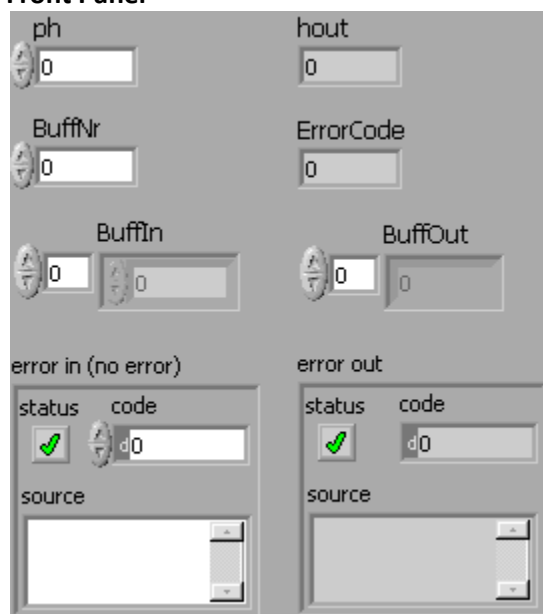 Front Panel
ph hout
0 0
BuffNr ErrorCode
0 0
BuffIn BuffOut
0 0 0 0
error in (no error) error out
status code status code
d0 d0
source source